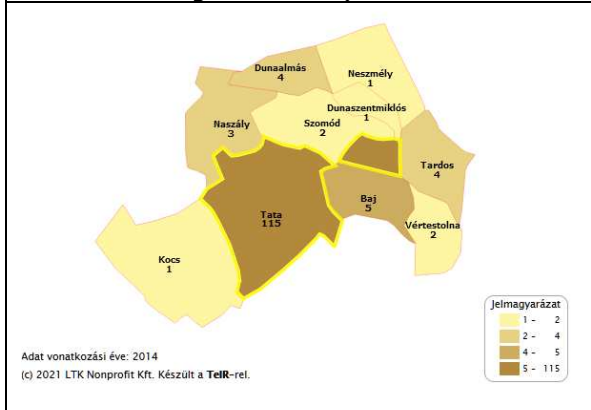 Dunaalmás
4
Neszmély
1
Dunaszentmiklós
1
Naszály
3
Szomód
2
Tardos
4
Baj
5
Tata
115
Vértestolna
2
Kocs
1
Jelmagyarázat
1 - 2
2 - 4
4 - 5
5 - 115
Adat vonatkozási éve: 2014
(c) 2021 LTK Nonprofit Kft. Készült a TeIR-rel.